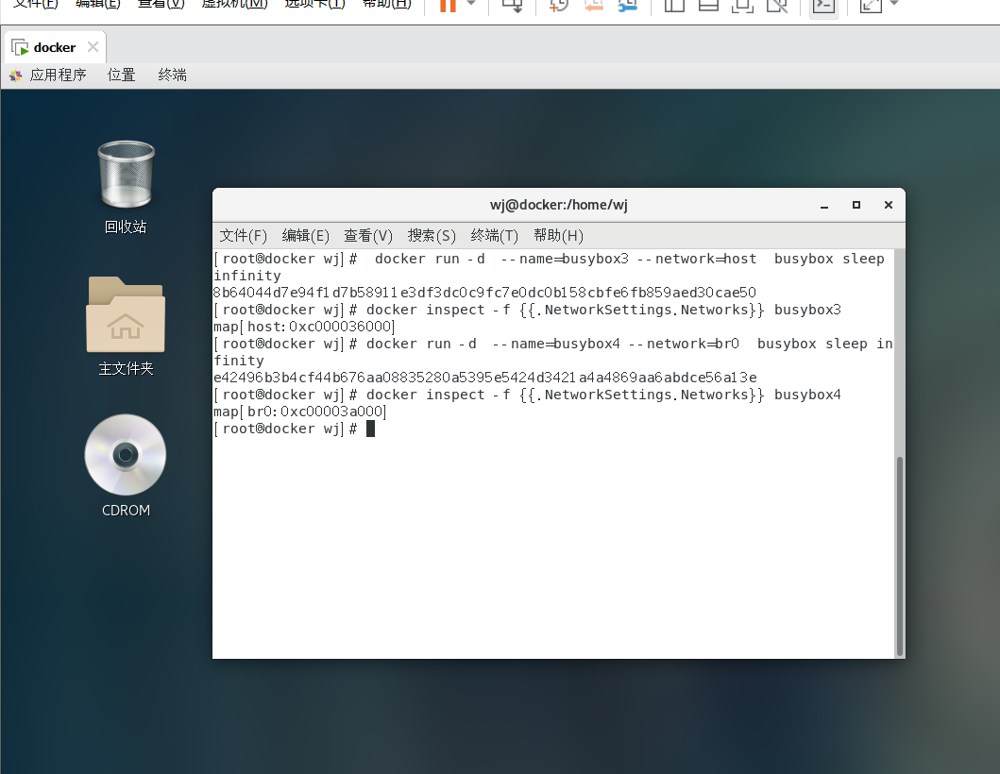 文件(F) 编辑(E) 查看(V) 虚拟机(M) 选项卡(T) 帮助(H)
docker
应用程序 位置 终端
回收站
主文件夹
CDROM
wj@docker:/home/wj
文件(F) 编辑(E) 查看(V) 搜索(S) 终端(T) 帮助(H)
[root@docker wj]#  docker run -d  --name=busybox3 --network=host  busybox sleep
infinity
8b64044d7e94f1d7b58911e3df3dc0c9fc7e0dc0b158cbfe6fb859aed30cae50
[root@docker wj]# docker inspect -f {{.NetworkSettings.Networks}} busybox3
map[host:0xc000036000]
[root@docker wj]# docker run -d  --name=busybox4 --network=br0  busybox sleep in
finity
e42496b3b4cf44b676aa08835280a5395e5424d3421a4a4869aa6abdce56a13e
[root@docker wj]# docker inspect -f {{.NetworkSettings.Networks}} busybox4
map[br0:0xc00003a000]
[root@docker wj]#